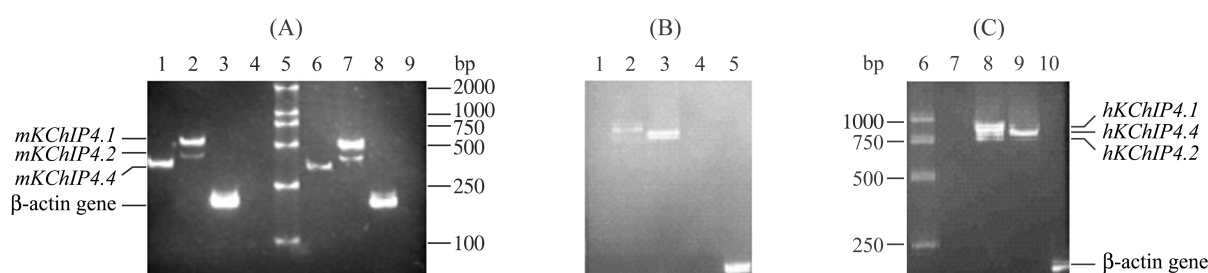 (A)
1 2 3 4 5 6 7 8 9 bp
mKChIP4.1
mKChIP4.2
mKChIP4.4
β-actin gene
2000
1000
750
500
250
100
(B)
1 2 3 4 5
(C)
bp 6 7 8 9 10
1000
750
500
250
hKChIP4.1
hKChIP4.4
hKChIP4.2
β-actin gene